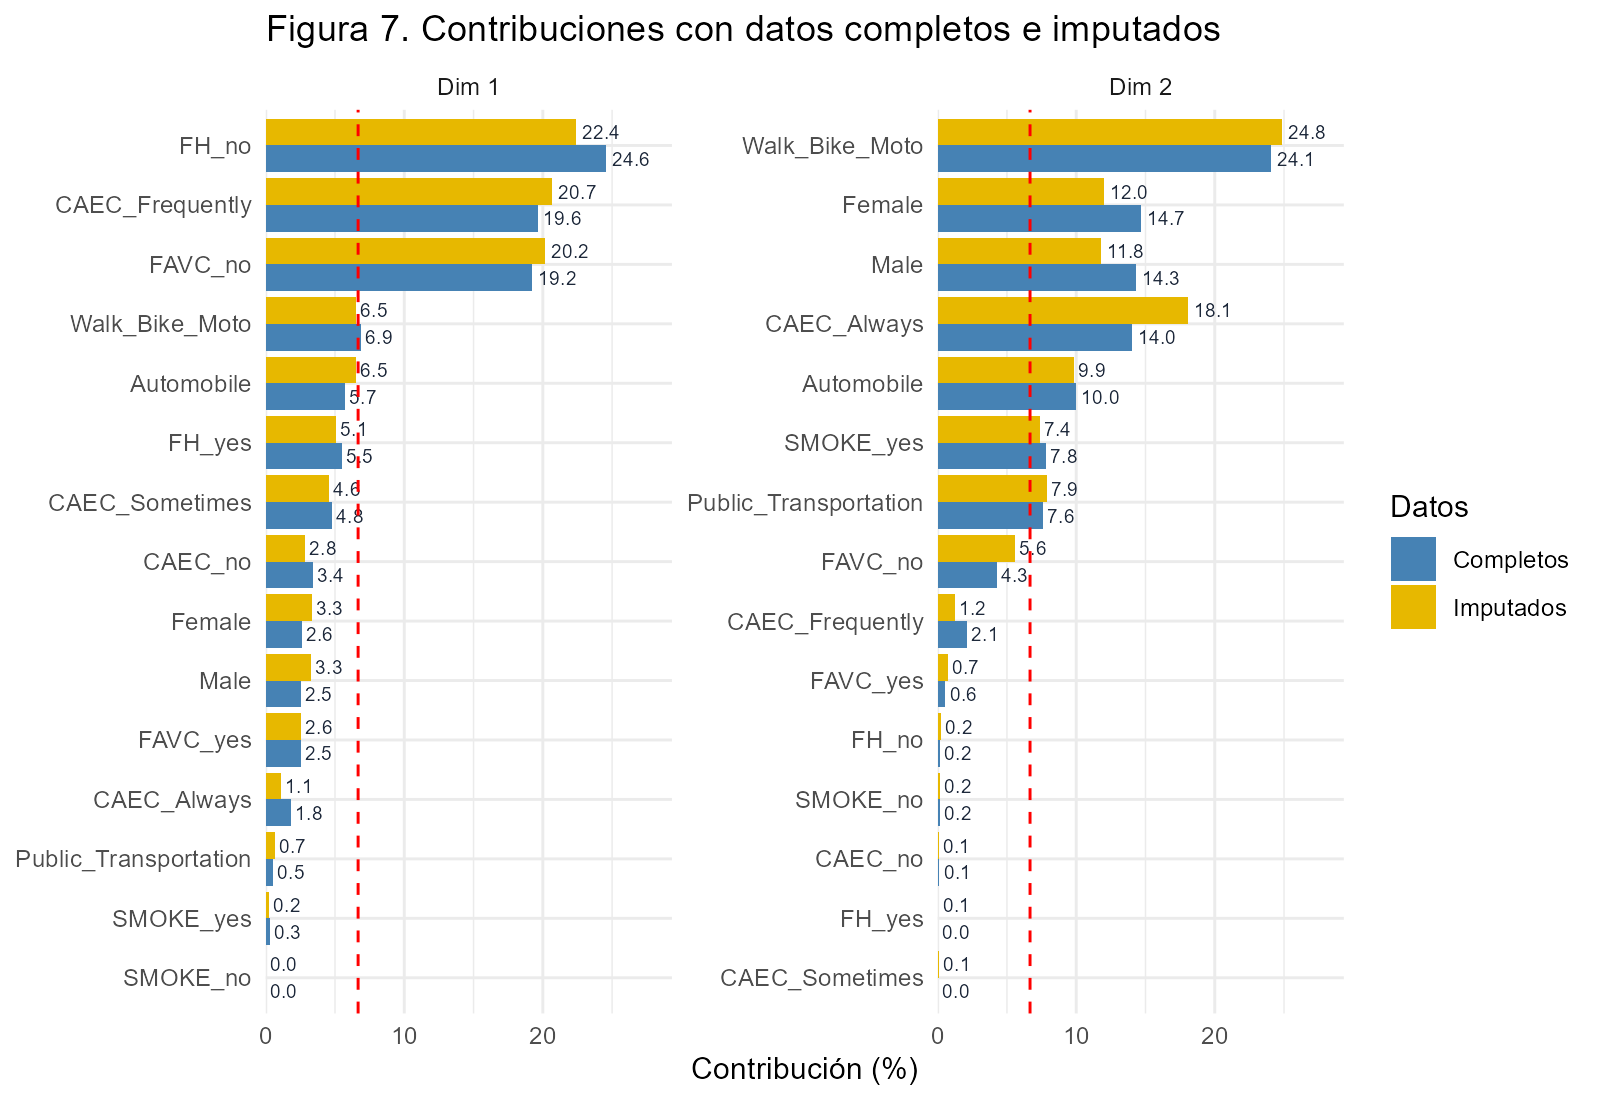 Figura 7. Contribuciones con datos completos e imputados
Dim 1
FH_no
22.4
24.6
CAEC_Frequently
20.7
19.6
FAVC_no
20.2
19.2
Walk_Bike_Moto
6.5
6.9
Automobile
6.5
5.7
FH_yes
5.1
5.5
CAEC_Sometimes
4.6
4.8
CAEC_no
2.8
3.4
Female
3.3
2.6
Male
3.3
2.5
FAVC_yes
2.6
2.5
CAEC_Always
1.1
1.8
Public_Transportation
0.7
0.5
SMOKE_yes
0.2
0.3
SMOKE_no
0.0
0.0
0 10 20
Dim 2
Walk_Bike_Moto
24.8
24.1
Female
12.0
14.7
Male
11.8
14.3
CAEC_Always
18.1
14.0
Automobile
9.9
10.0
SMOKE_yes
7.4
7.8
Public_Transportation
7.9
7.6
FAVC_no
5.6
4.3
CAEC_Frequently
1.2
2.1
FAVC_yes
0.7
0.6
FH_no
0.2
0.2
SMOKE_no
0.2
0.2
CAEC_no
0.1
0.1
FH_yes
0.1
0.0
CAEC_Sometimes
0.1
0.0
0 10 20
Contribución (%)
Datos
Completos
Imputados